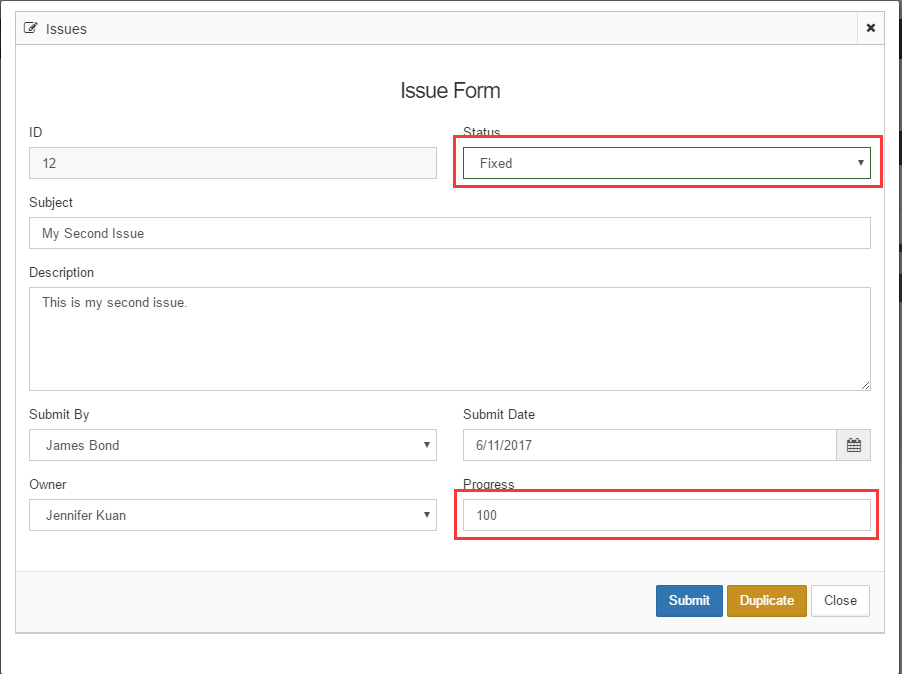 Issues
Issue Form
ID
Status
12
Fixed
Subject
My Second Issue
Description
This is my second issue.
Submit By
Submit Date
James Bond
6/11/2017
Owner
Progress
Jennifer Kuan
100
Submit Duplicate Close